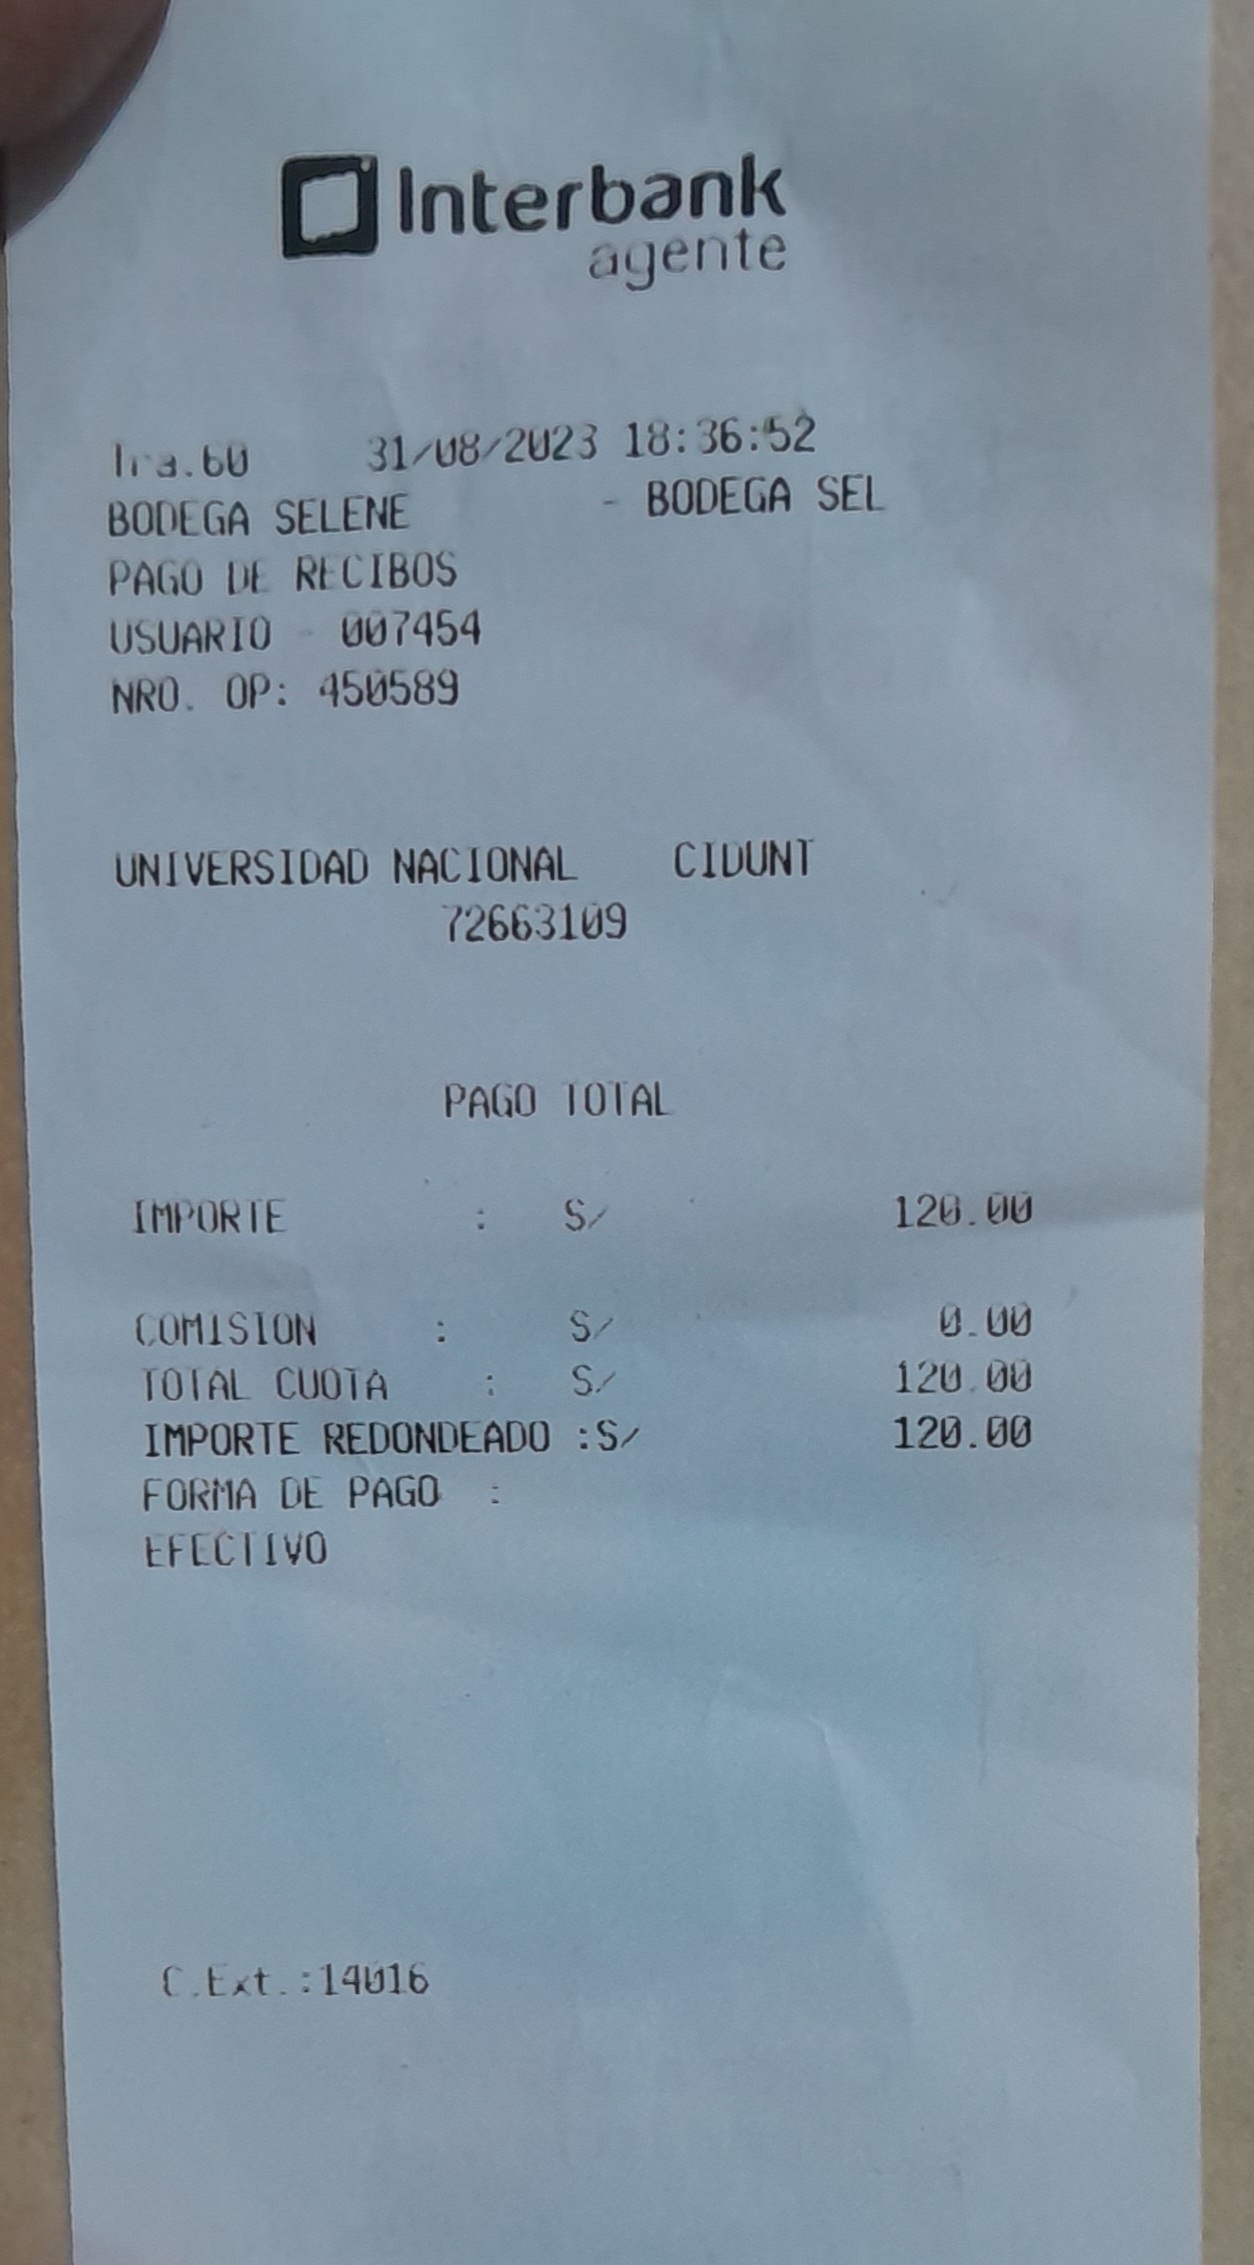 Interbank
agente
Tra.60 31/08/2023 18:36:52
BODEGA SELENE - BODEGA SEL
PAGO DE RECIBOS
USUARIO - 007454
NRO. OP: 450589
UNIVERSIDAD NACIONAL CIDUNT
72663109
PAGO TOTAL
IMPORTE : S/ 120.00
COMISION : S/ 0.00
TOTAL CUOTA : S/ 120.00
IMPORTE REDONDEADO :S/ 120.00
FORMA DE PAGO :
EFECTIVO
C.Ext.:14016